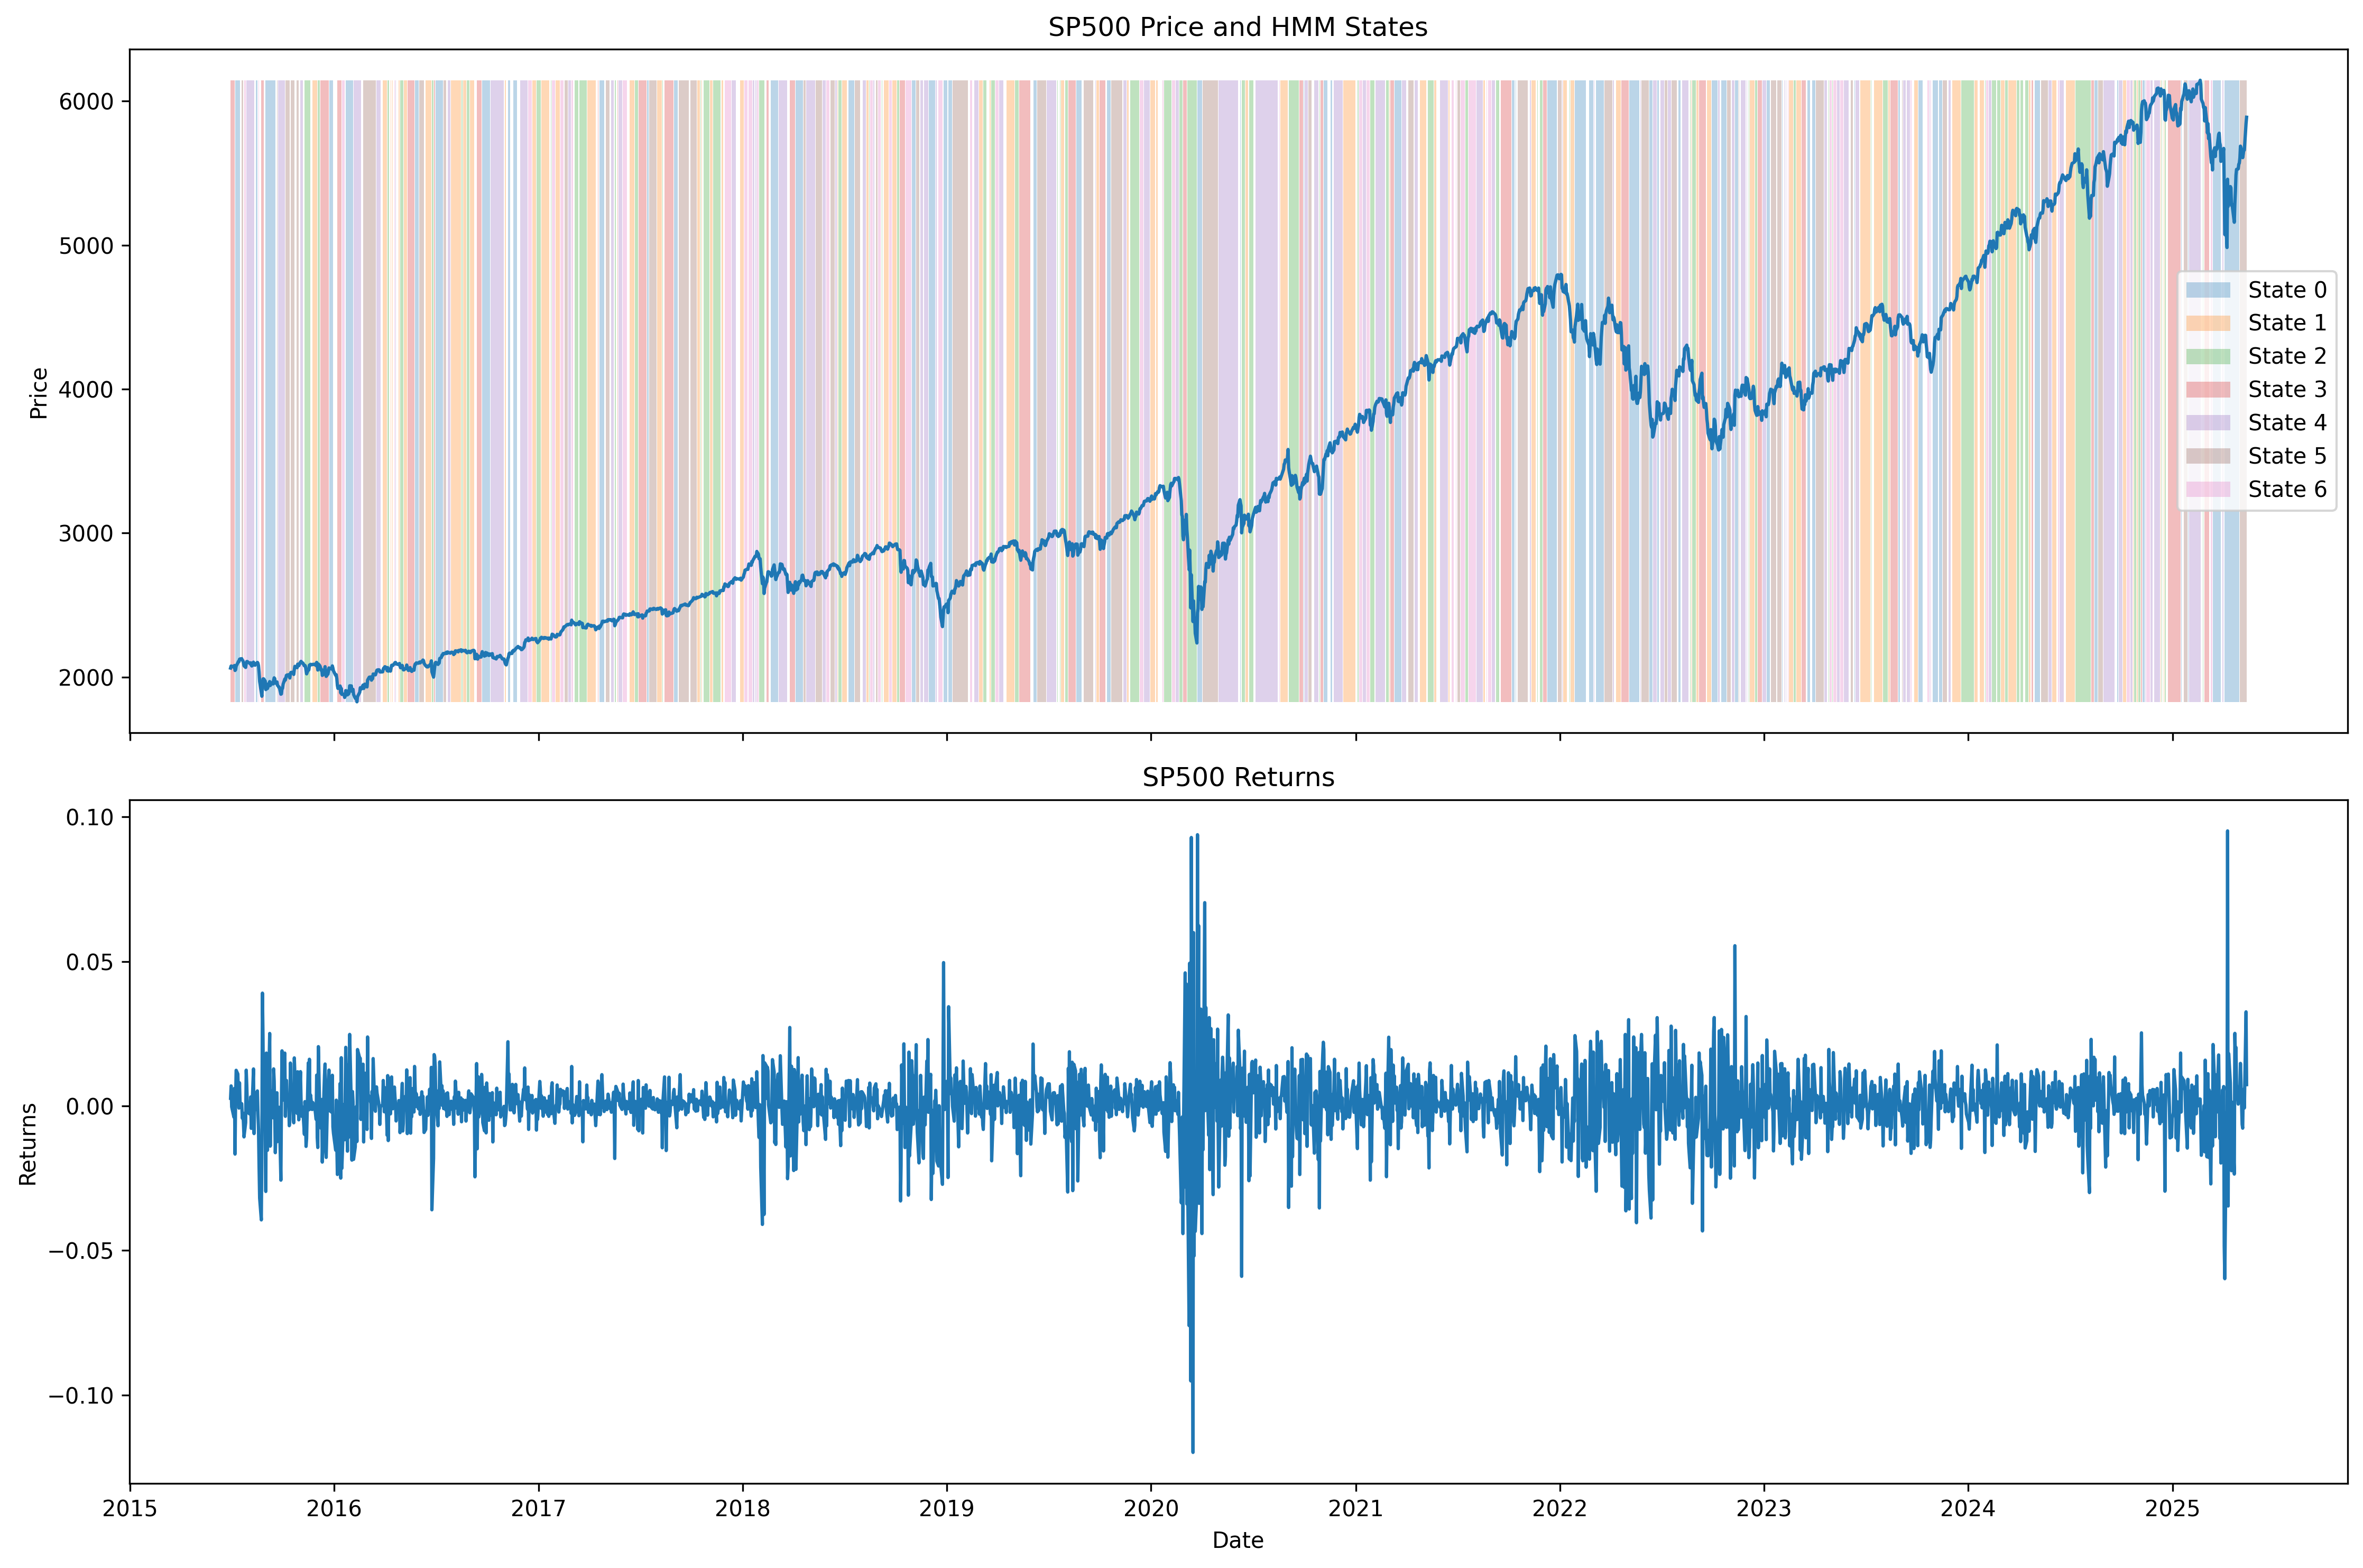 SP500 Price and HMM States
Price
6000
5000
4000
3000
2000
State 0
State 1
State 2
State 3
State 4
State 5
State 6
SP500 Returns
Returns
0.10
0.05
0.00
−0.05
−0.10
2015 2016 2017 2018 2019 2020 2021 2022 2023 2024 2025
Date